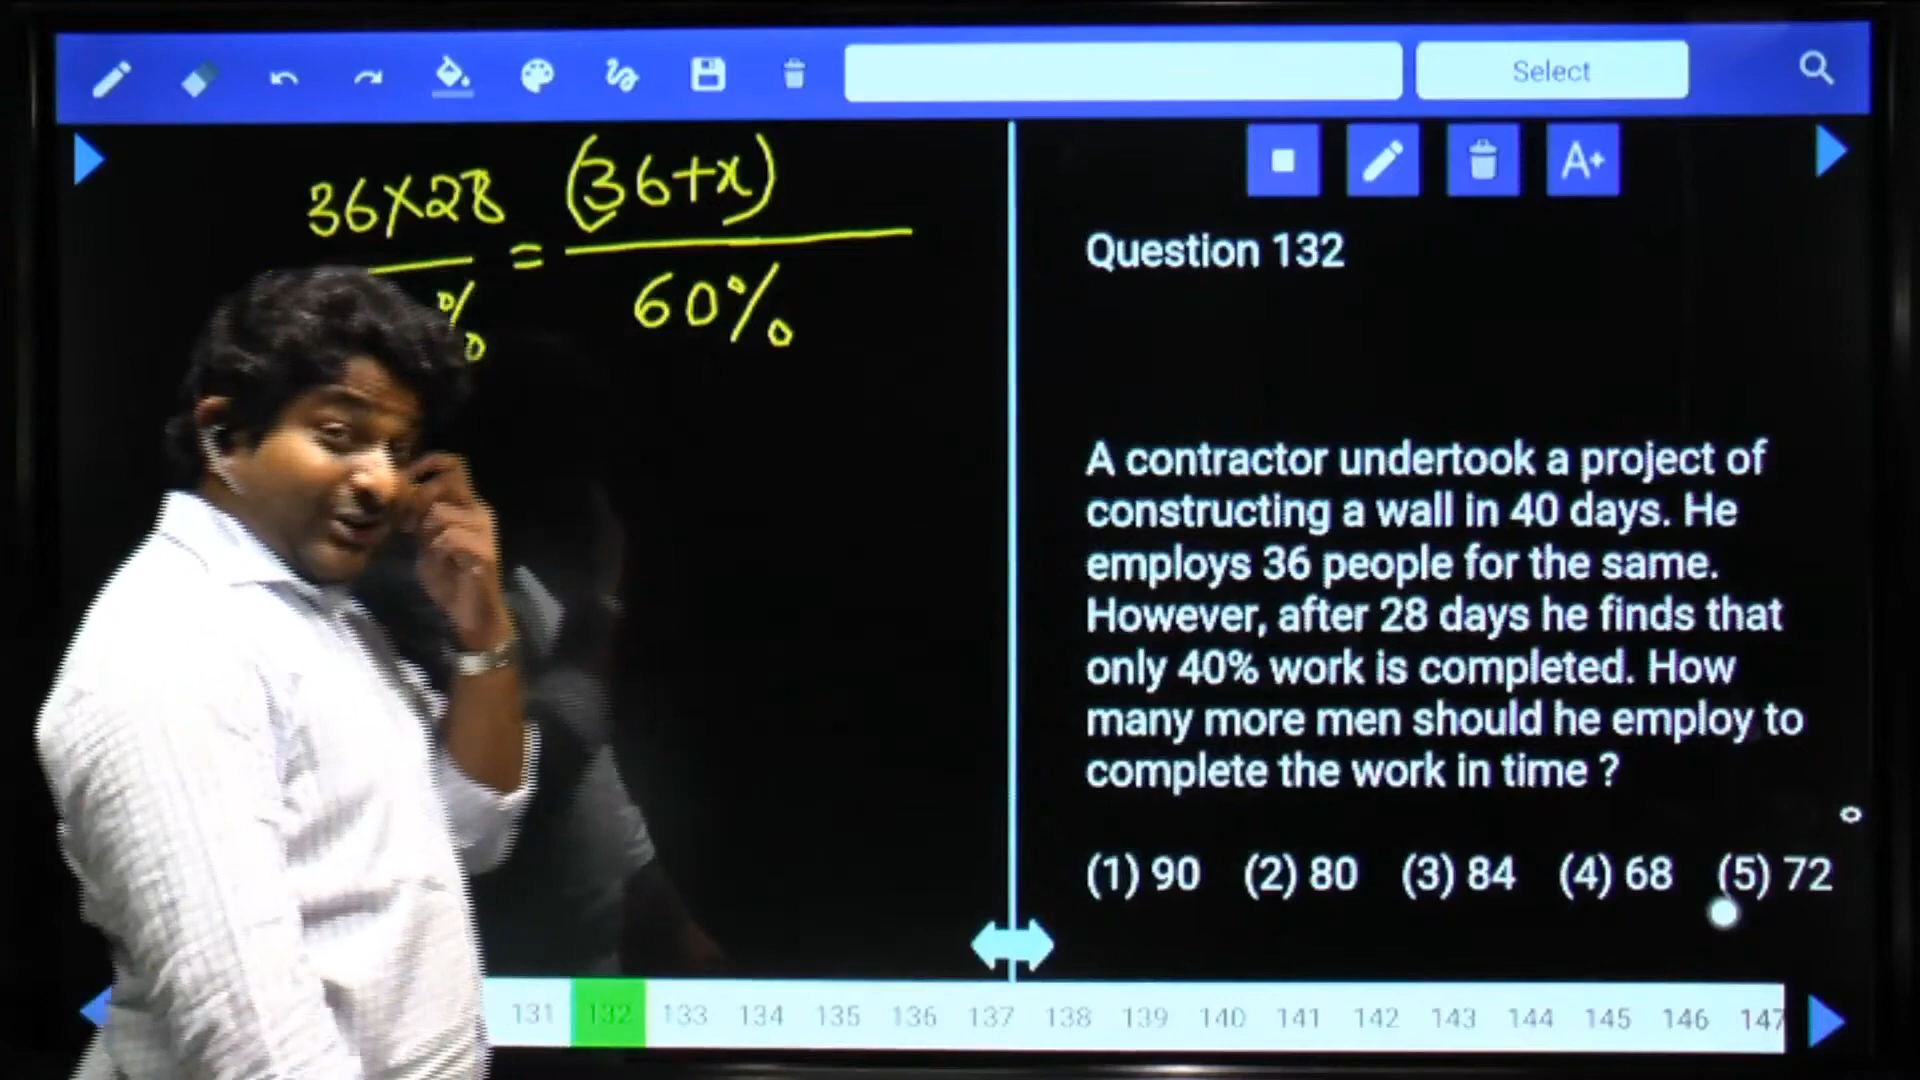 Select
A+
36×28 = (36+x)
% 60%
Question 132
A contractor undertook a project of
constructing a wall in 40 days. He
employs 36 people for the same.
However, after 28 days he finds that
only 40% work is completed. How
many more men should he employ to
complete the work in time ?
(1) 90 (2) 80 (3) 84 (4) 68 (5) 72
131 132 133 134 135 136 137 138 139 140 141 142 143 144 145 146 147